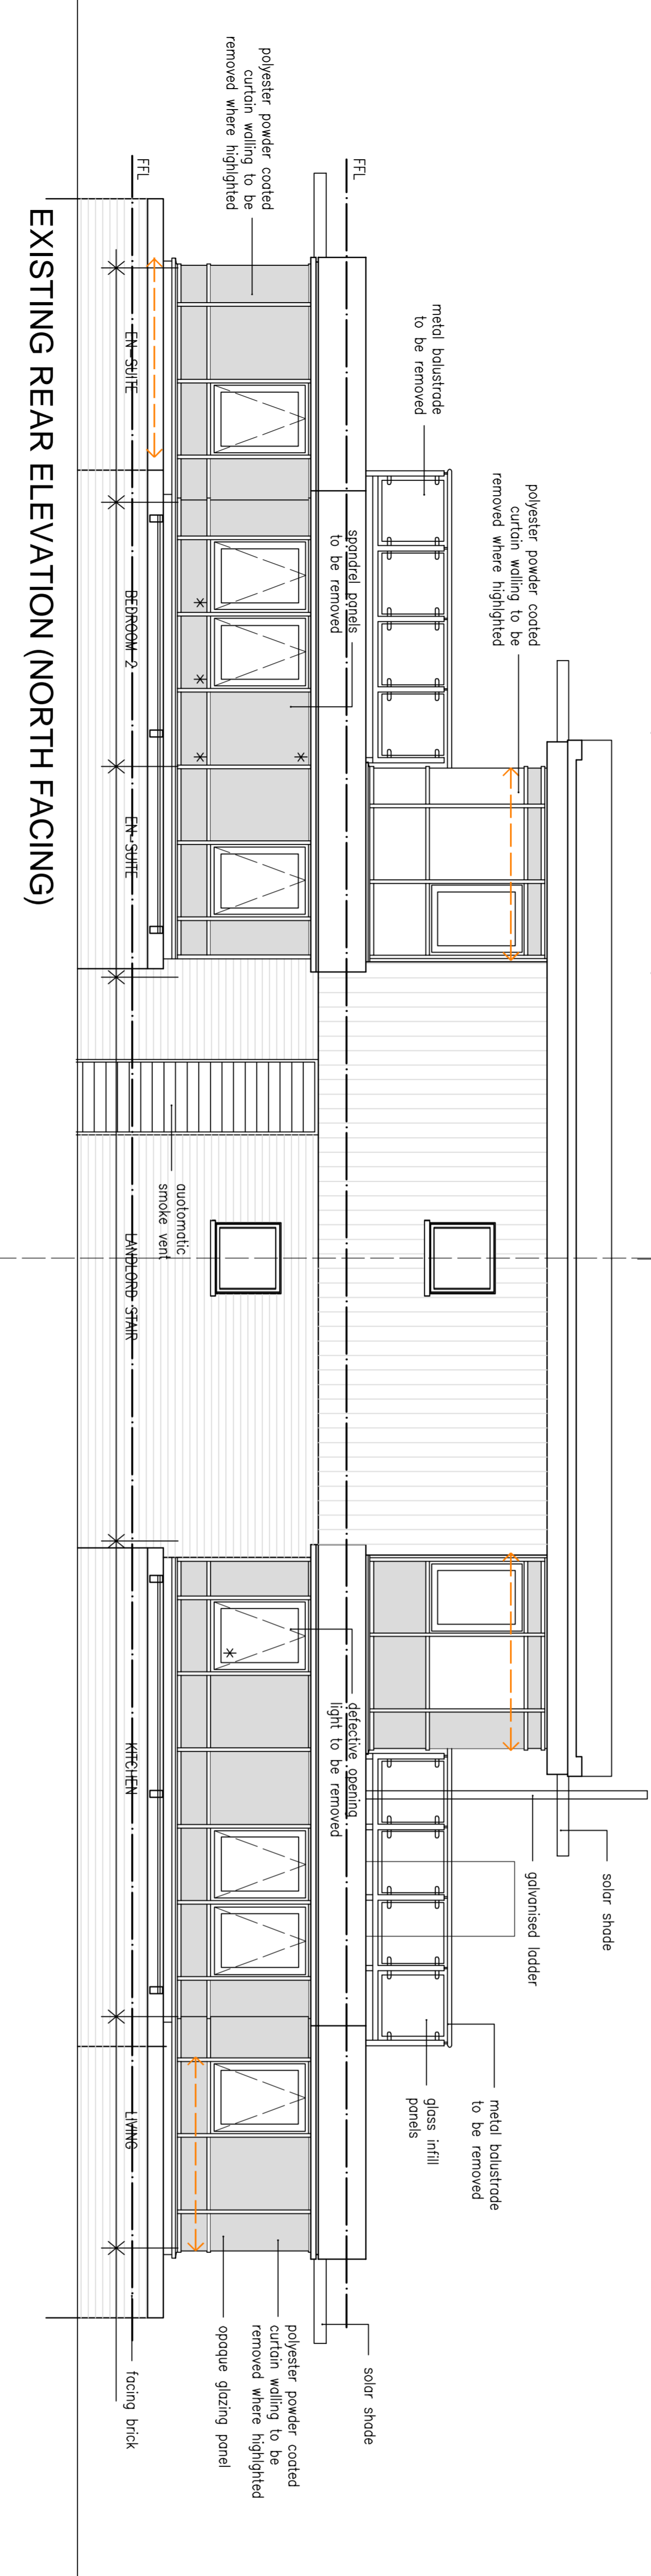 polyester powder coated
curtain walling to be
removed where highlghted
solar shade
galvanised ladder
metal balustrade
to be removed
metal balustrade
to be removed
glass infill
panels
FFL
spandrel panels
to be removed
defective opening
light to be removed
solar shade
polyester powder coated
curtain walling to be
removed where highlghted
polyester powder coated
curtain walling to be
removed where highlghted
opaque glazing panel
auotomatic
smoke vent
FFL
EN-SUITE
BEDROOM 2
EN-SUITE
LANDLORD STAIR
KITCHEN
LIVING
facing brick
EXISTING REAR ELEVATION (NORTH FACING)